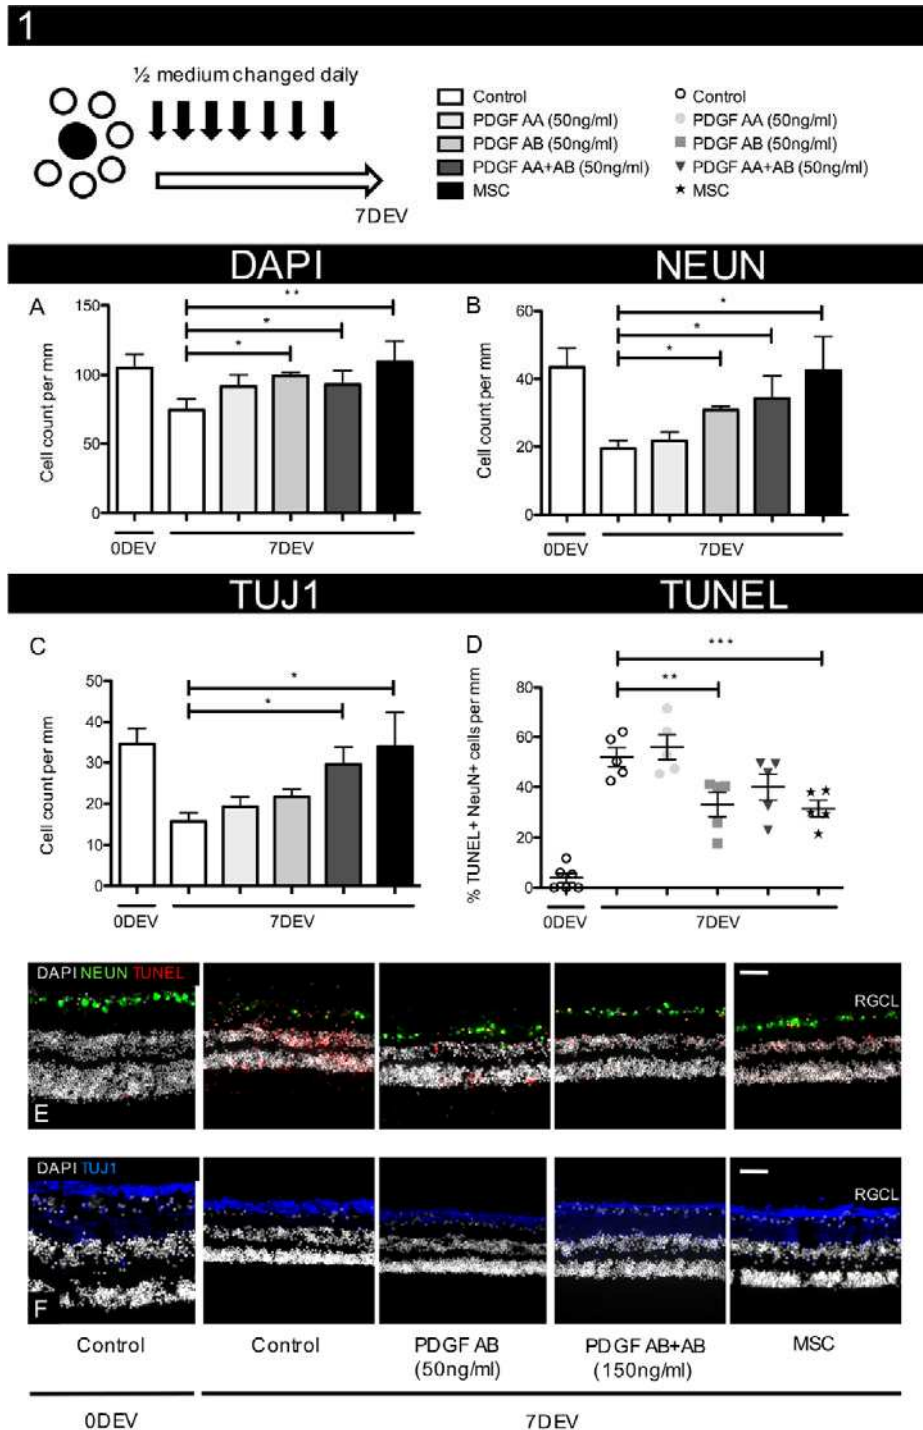 1
½ medium changed daily
7DEV
Control
PDGF AA (50ng/ml)
PDGF AB (50ng/ml)
PDGF AA+AB (50ng/ml)
MSC
Control
PDGF AA (50ng/ml)
PDGF AB (50ng/ml)
PDGF AA+AB (50ng/ml)
MSC
DAPI
NEUN
A
Cell count per mm
150
100
50
0
**
*
*
0DEV
7DEV
B
Cell count per mm
60
40
20
0
*
*
*
0DEV
7DEV
TUJ1
TUNEL
C
Cell count per mm
50
40
30
20
10
0
*
*
0DEV
7DEV
D
% TUNEL+ NeuN+ cells per mm
80
60
40
20
0
***
**
0DEV
7DEV
DAPI NEUN TUNEL
RGCL
E
DAPI TUJ1
RGCL
F
Control
Control
PDGF AB
(50ng/ml)
PDGF AB+AB
(150ng/ml)
MSC
0DEV
7DEV